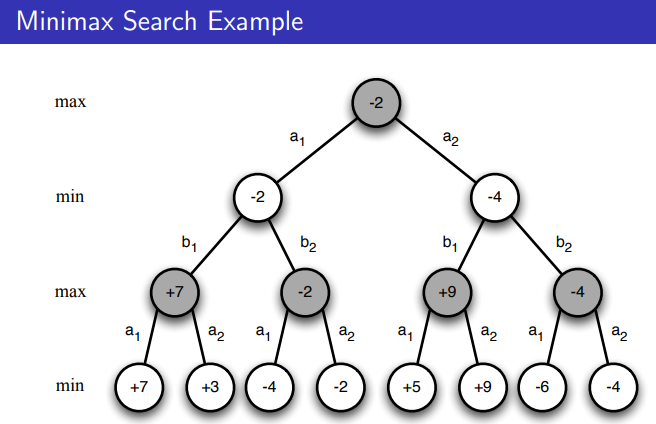 Minimax Search Example
max
-2
a1 a2
min
-2 -4
b1 b2 b1 b2
max
+7 -2 +9 -4
a1 a2 a1 a2 a1 a2 a1 a2
min
+7 +3 -4 -2 +5 +9 -6 -4